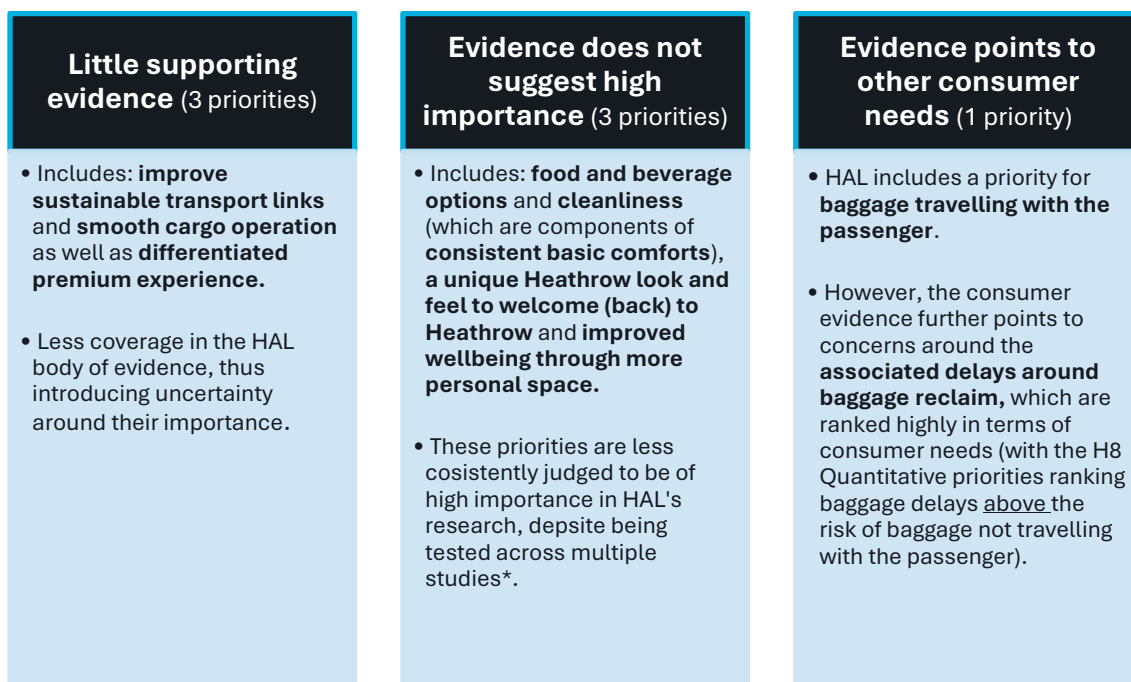 Little supporting
evidence (3 priorities)
• Includes: improve
sustainable transport links
and smooth cargo operation
as well as differentiated
premium experience.
• Less coverage in the HAL
body of evidence, thus
introducing uncertainty
around their importance.
Evidence does not
suggest high
importance (3 priorities)
• Includes: food and beverage
options and cleanliness
(which are components of
consistent basic comforts),
a unique Heathrow look and
feel to welcome (back) to
Heathrow and improved
wellbeing through more
personal space.
• These priorities are less
cosistently judged to be of
high importance in HAL's
research, depsite being
tested across multiple
studies*.
Evidence points to
other consumer
needs (1 priority)
• HAL includes a priority for
baggage travelling with the
passenger.
• However, the consumer
evidence further points to
concerns around the
associated delays around
baggage reclaim, which are
ranked highly in terms of
consumer needs (with the H8
Quantitative priorities ranking
baggage delays above the
risk of baggage not travelling
with the passenger).